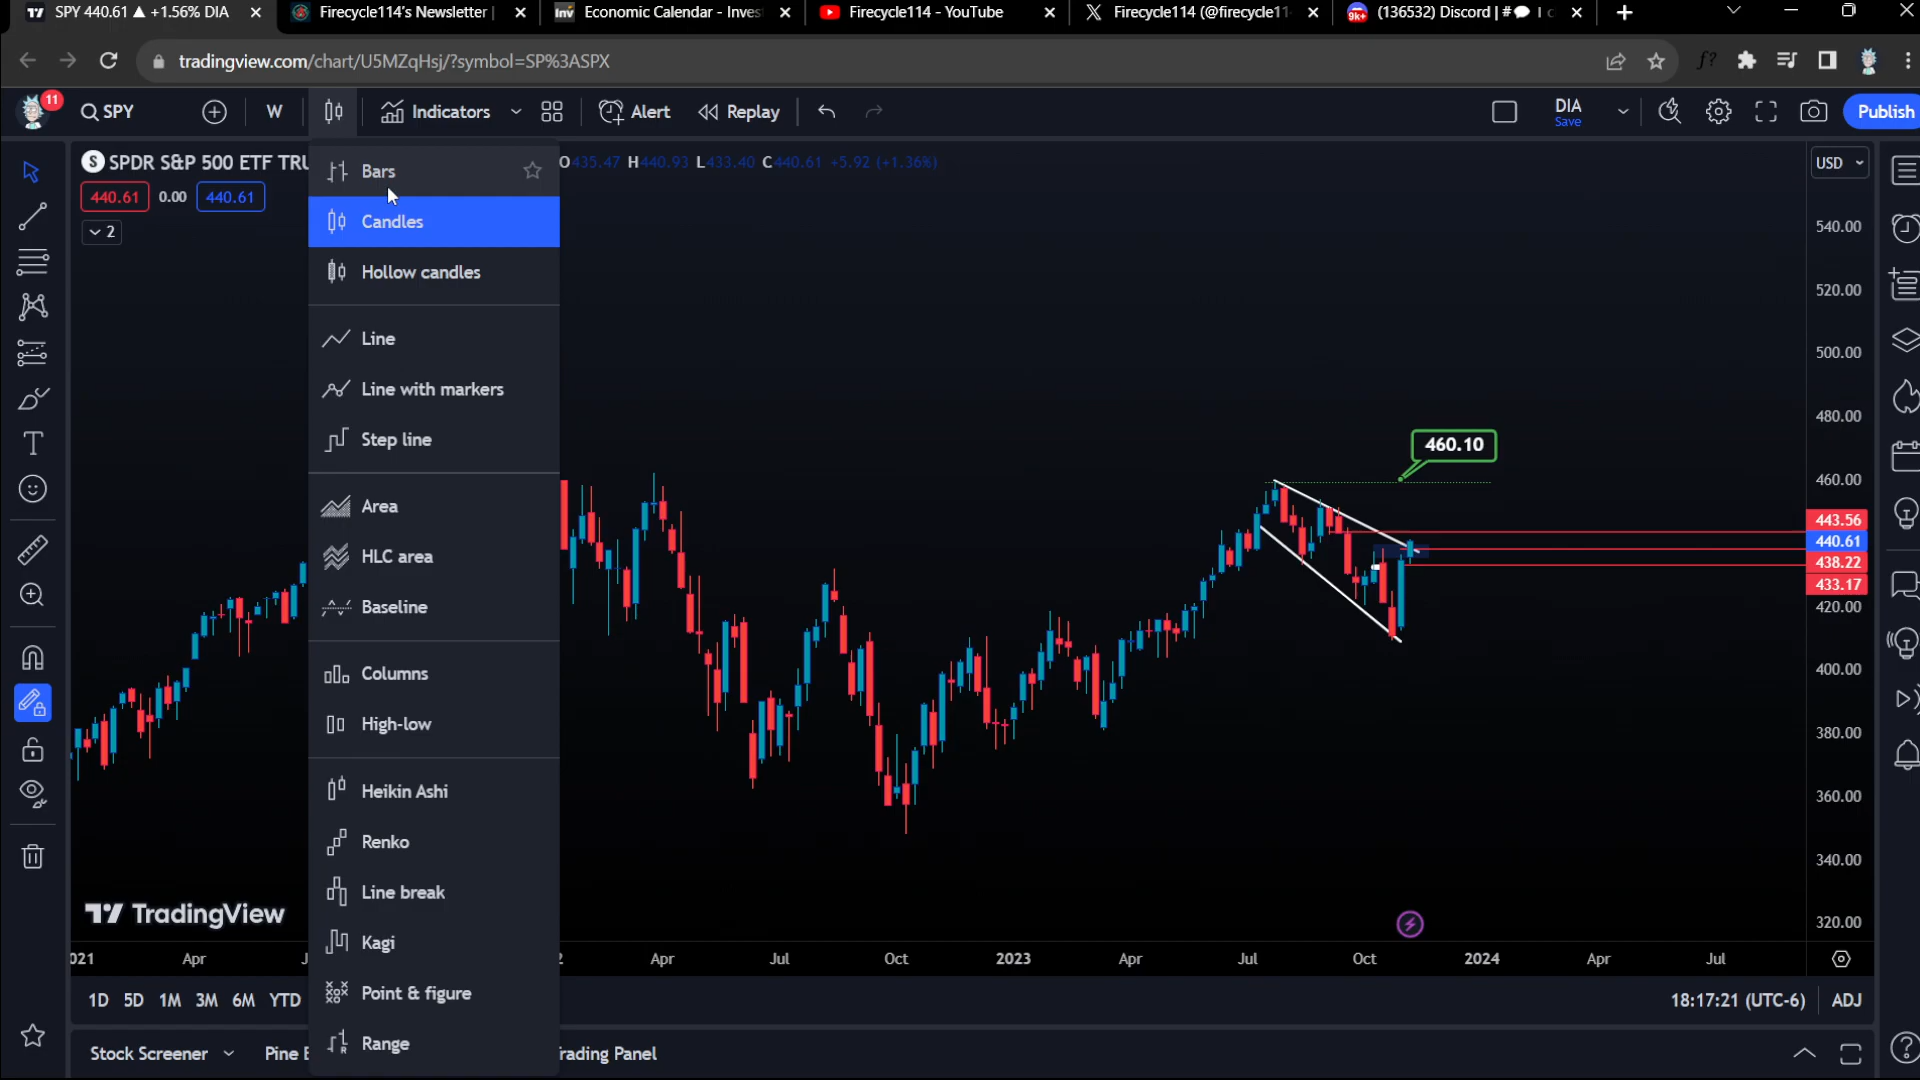 SPY 440.61 ▲ +1.56% DIA
Firecycle114's Newsletter |
Economic Calendar - Inves
Firecycle114 - YouTube
Firecycle114 (@firecycle11
(136532) Discord | #
tradingview.com/chart/U5MZqHsj/?symbol=SP%3ASPX
11
SPY
W
Indicators
Alert
Replay
DIA
Save
Publish
SPDR S&P 500 ETF TRU
O435.47 H440.93 L433.40 C440.61 +5.92 (+1.36%)
USD
440.61
0.00
440.61
2
Bars
Candles
Hollow candles
Line
Line with markers
Step line
Area
HLC area
Baseline
Columns
High-low
Heikin Ashi
Renko
Line break
Kagi
Point & figure
Range
460.10
540.00
520.00
500.00
480.00
460.00
443.56
440.61
438.22
433.17
420.00
400.00
380.00
360.00
340.00
320.00
TradingView
2021 Apr J 2 Apr Jul Oct 2023 Apr Jul Oct 2024 Apr Jul
1D 5D 1M 3M 6M YTD
18:17:21 (UTC-6) ADJ
Stock Screener Pine E Trading Panel